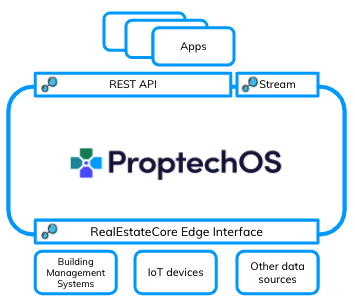 Apps
REST API
Stream
ProptechOS
RealEstateCore Edge Interface
Building
Management
Systems
IoT devices
Other data
sources